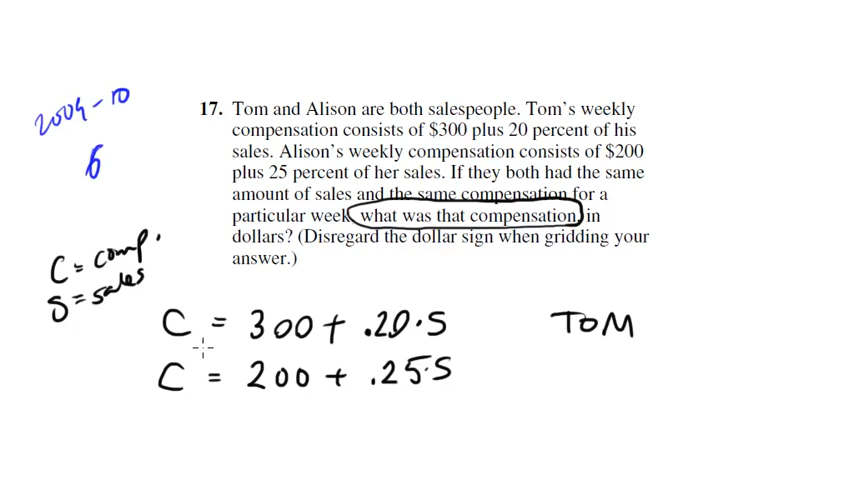 2009-10
6
17. Tom and Alison are both salespeople. Tom's weekly
compensation consists of $300 plus 20 percent of his
sales. Alison's weekly compensation consists of $200
plus 25 percent of her sales. If they both had the same
amount of sales and the same compensation for a
particular week, what was that compensation, in
dollars? (Disregard the dollar sign when gridding your
answer.)
C = comp.
S = sales
C = 300 + .20·S TOM
C = 200 + .25·S